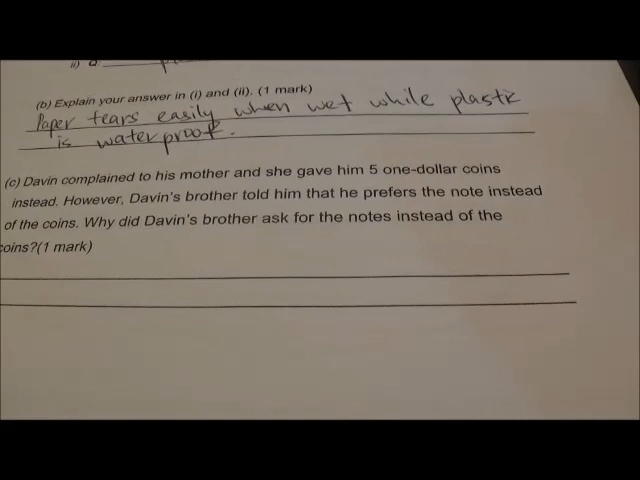 ii) Q:
(b) Explain your answer in (i) and (ii). (1 mark)
Paper tears easily when wet while plastic
is waterproof.
(c) Davin complained to his mother and she gave him 5 one-dollar coins
instead. However, Davin's brother told him that he prefers the note instead
of the coins. Why did Davin's brother ask for the notes instead of the
coins?(1 mark)